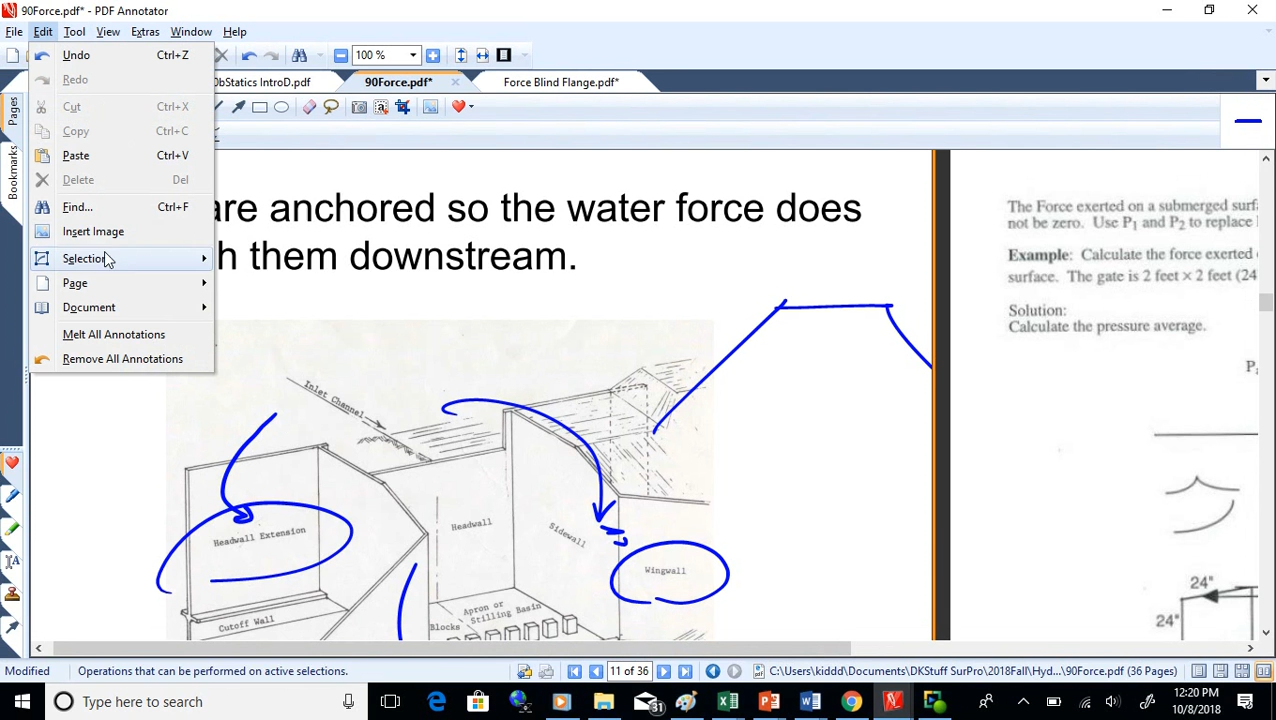 90Force.pdf* - PDF Annotator
File Edit Tool View Extras Window Help
Undo Ctrl+Z
100 %
Redo
0bStatics IntroD.pdf 90Force.pdf* Force Blind Flange.pdf*
Cut Ctrl+X
Copy Ctrl+C
Paste Ctrl+V
Delete Del
Find... Ctrl+F
Insert Image
Selection
Page
Document
Melt All Annotations
Remove All Annotations
Pages
Bookmarks
are anchored so the water force does
h them downstream.
Inlet Channel
Headwall Extension
Headwall
Sidewall
Wingwall
Cutoff Wall
Apron or
Stilling Basin
Blocks
The Force exerted on a submerged surf
not be zero. Use P1 and P2 to replace
Example: Calculate the force exerted
surface. The gate is 2 feet × 2 feet (24
Solution:
Calculate the pressure average.
P
24"
24"
Modified Operations that can be performed on active selections. 11 of 36 C:\Users\kiddd\Documents\DKStuff SurPro\2018Fall\Hyd...\90Force.pdf (36 Pages)
Type here to search
31
12:20 PM
10/8/2018